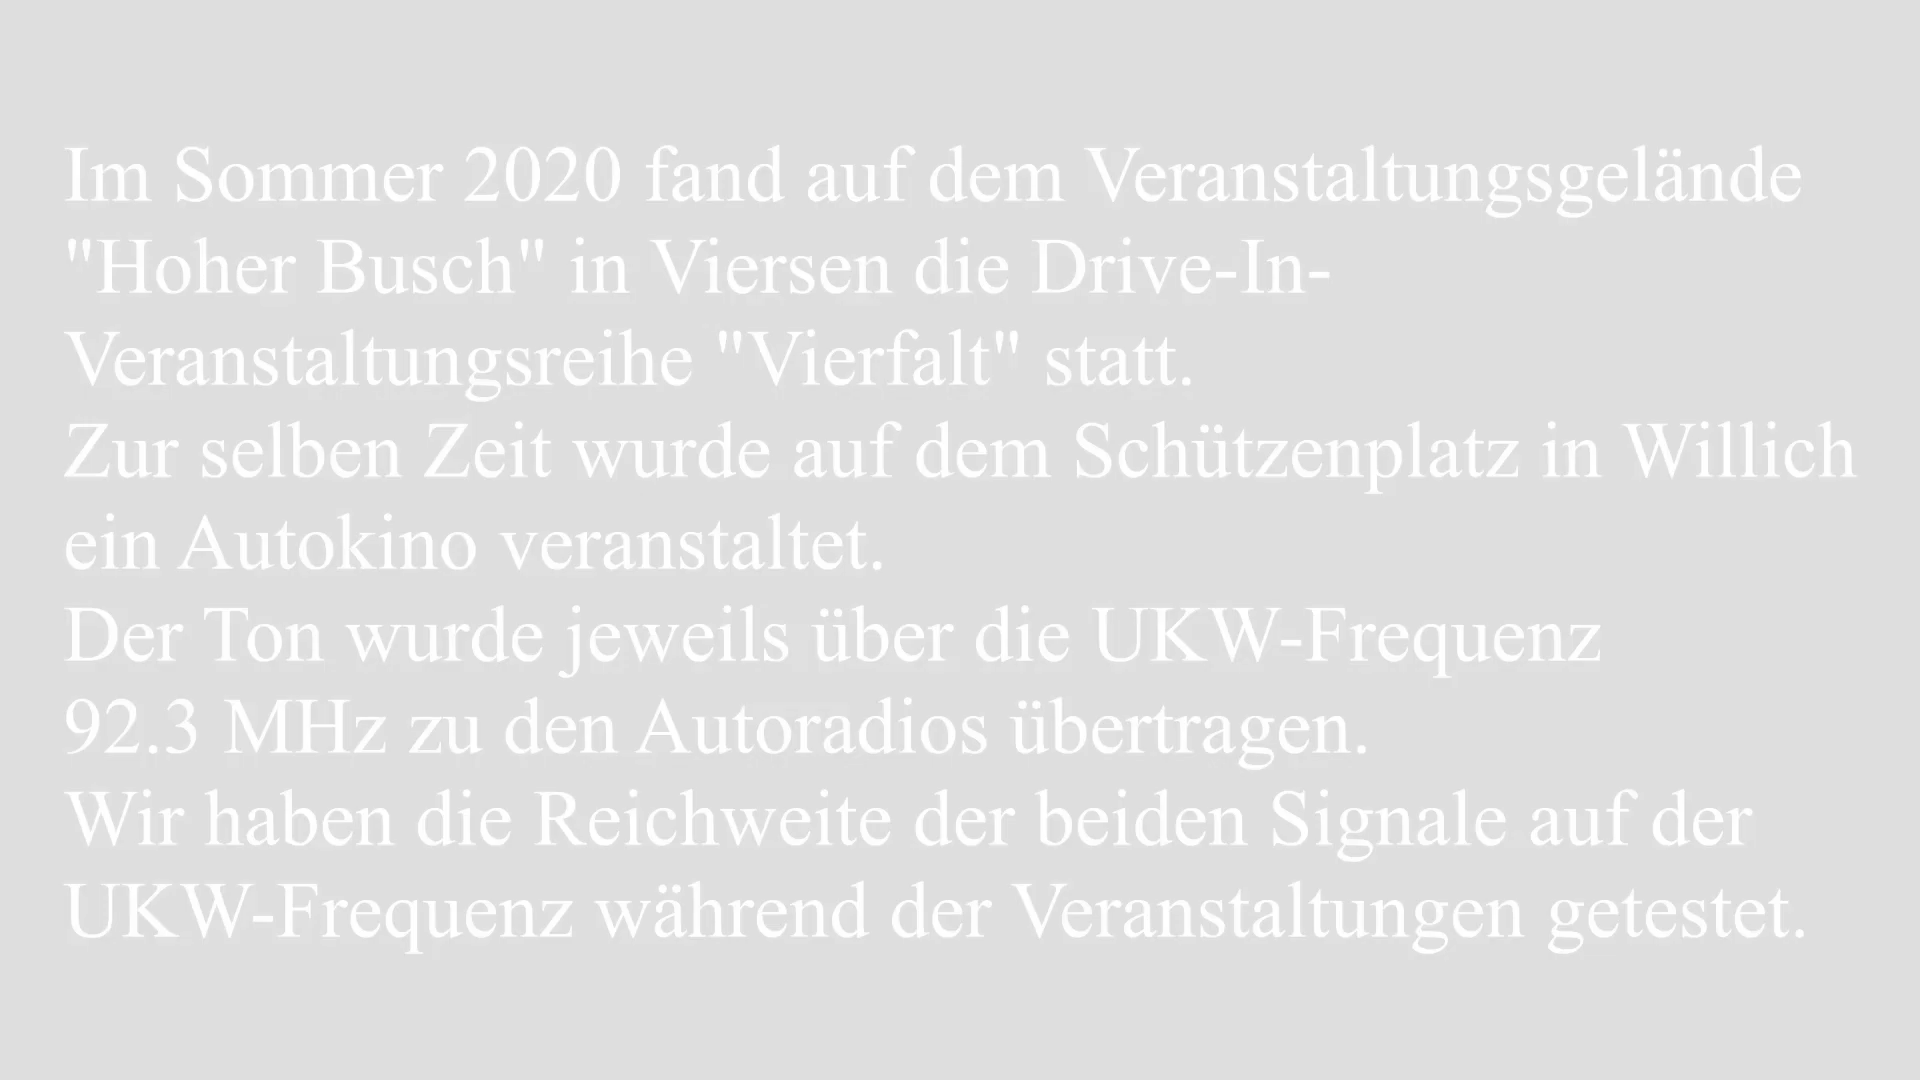 Im Sommer 2020 fand auf dem Veranstaltungsgelände
"Hoher Busch" in Viersen die Drive-In-
Veranstaltungsreihe "Vierfalt" statt.
Zur selben Zeit wurde auf dem Schützenplatz in Willich
ein Autokino veranstaltet.
Der Ton wurde jeweils über die UKW-Frequenz
92.3 MHz zu den Autoradios übertragen.
Wir haben die Reichweite der beiden Signale auf der
UKW-Frequenz während der Veranstaltungen getestet.